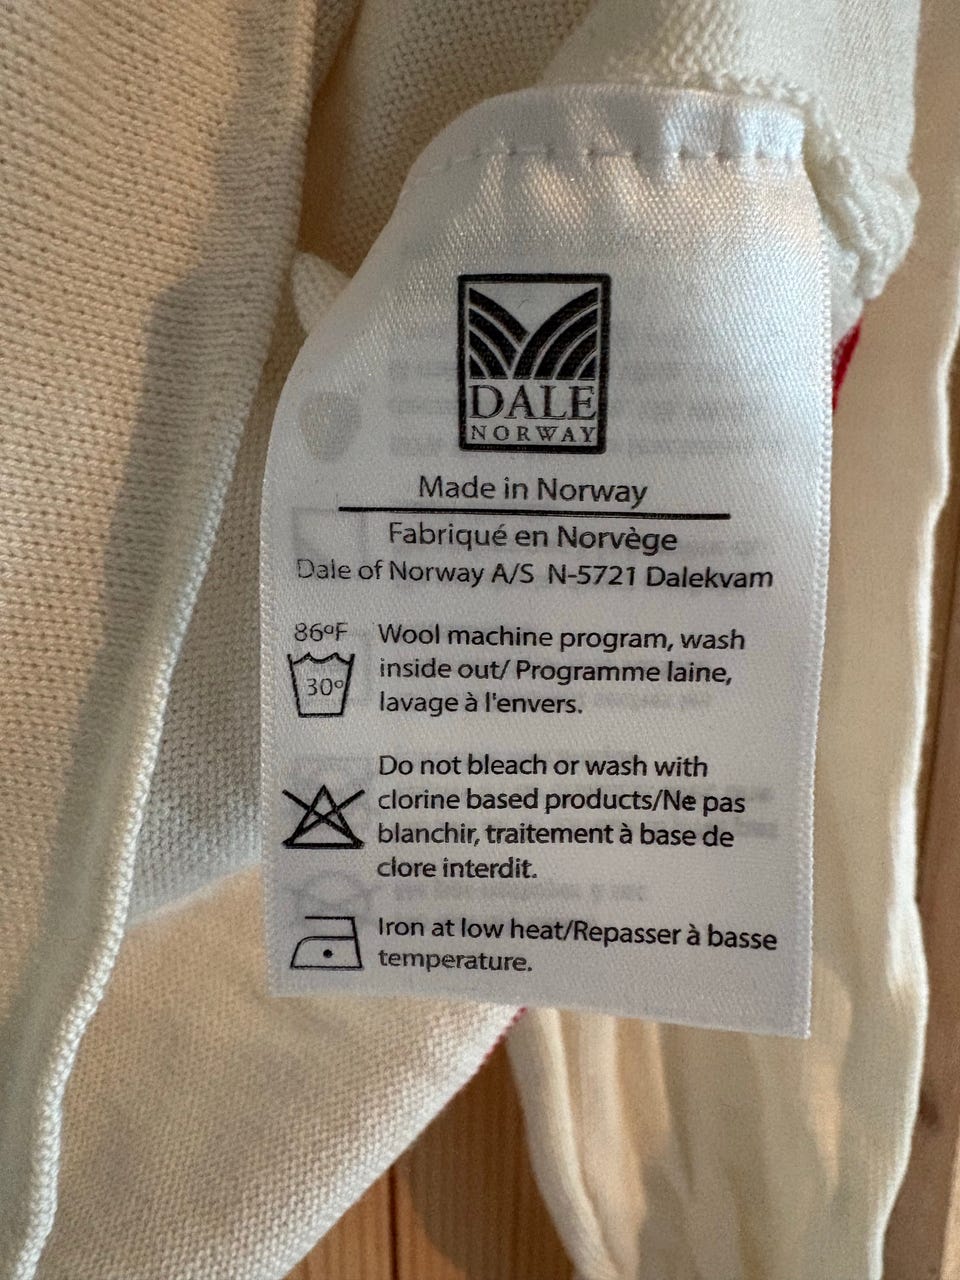 DALE
NORWAY
Made in Norway
Fabriqué en Norvège
Dale of Norway A/S N-5721 Dalekvam
86ºF
30º
Wool machine program, wash
inside out/ Programme laine,
lavage à l'envers.
Do not bleach or wash with
clorine based products/Ne pas
blanchir, traitement à base de
clore interdit.
Iron at low heat/Repasser à basse
temperature.